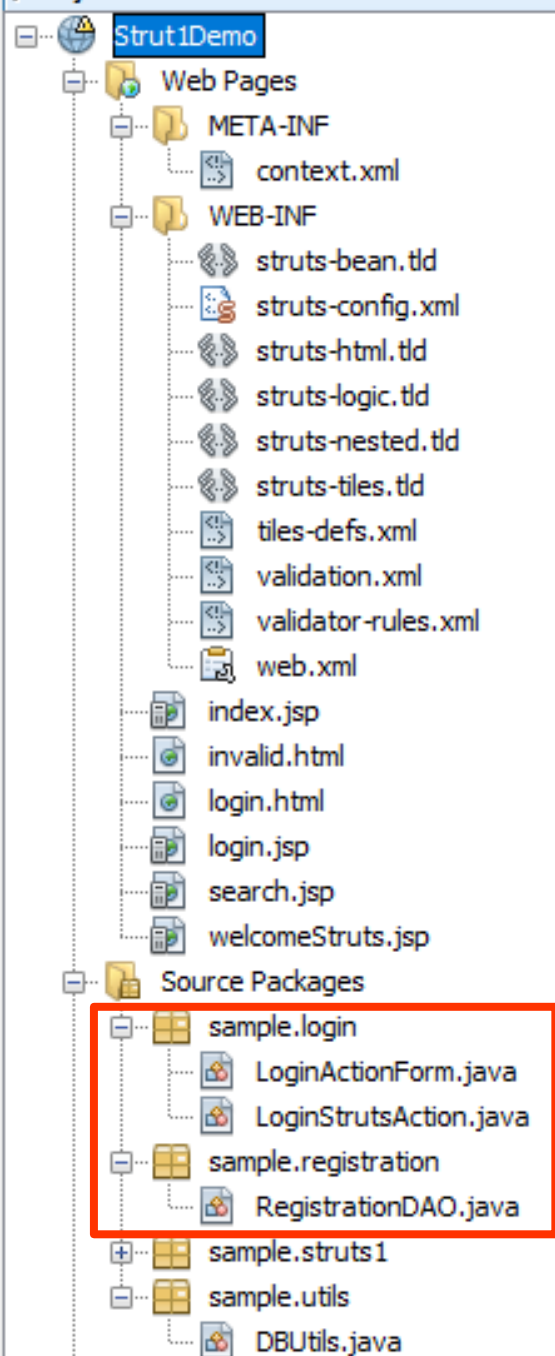 Strut1Demo
Web Pages
META-INF
context.xml
WEB-INF
struts-bean.tld
struts-config.xml
struts-html.tld
struts-logic.tld
struts-nested.tld
struts-tiles.tld
tiles-defs.xml
validation.xml
validator-rules.xml
web.xml
index.jsp
invalid.html
login.html
login.jsp
search.jsp
welcomeStruts.jsp
Source Packages
sample.login
LoginActionForm.java
LoginStrutsAction.java
sample.registration
RegistrationDAO.java
sample.struts1
sample.utils
DBUtils.java